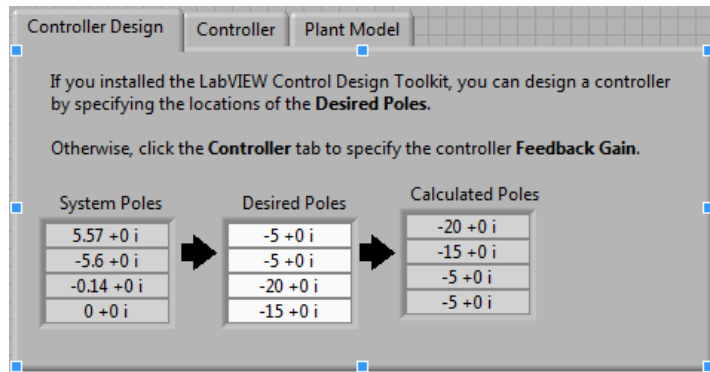 Controller Design Controller Plant Model
If you installed the LabVIEW Control Design Toolkit, you can design a controller
by specifying the locations of the Desired Poles.
Otherwise, click the Controller tab to specify the controller Feedback Gain.
System Poles Desired Poles Calculated Poles
5.57 +0 i -5 +0 i -20 +0 i
-5.6 +0 i -5 +0 i -15 +0 i
-0.14 +0 i -20 +0 i -5 +0 i
0 +0 i -15 +0 i -5 +0 i